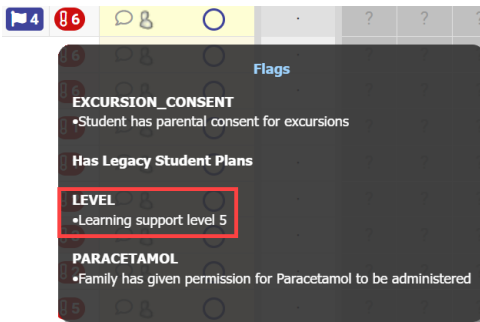 4 6 . ? ? ?
Flags
EXCURSION_CONSENT
•Student has parental consent for excursions
Has Legacy Student Plans
LEVEL
•Learning support level 5
PARACETAMOL
•Family has given permission for Paracetamol to be administered